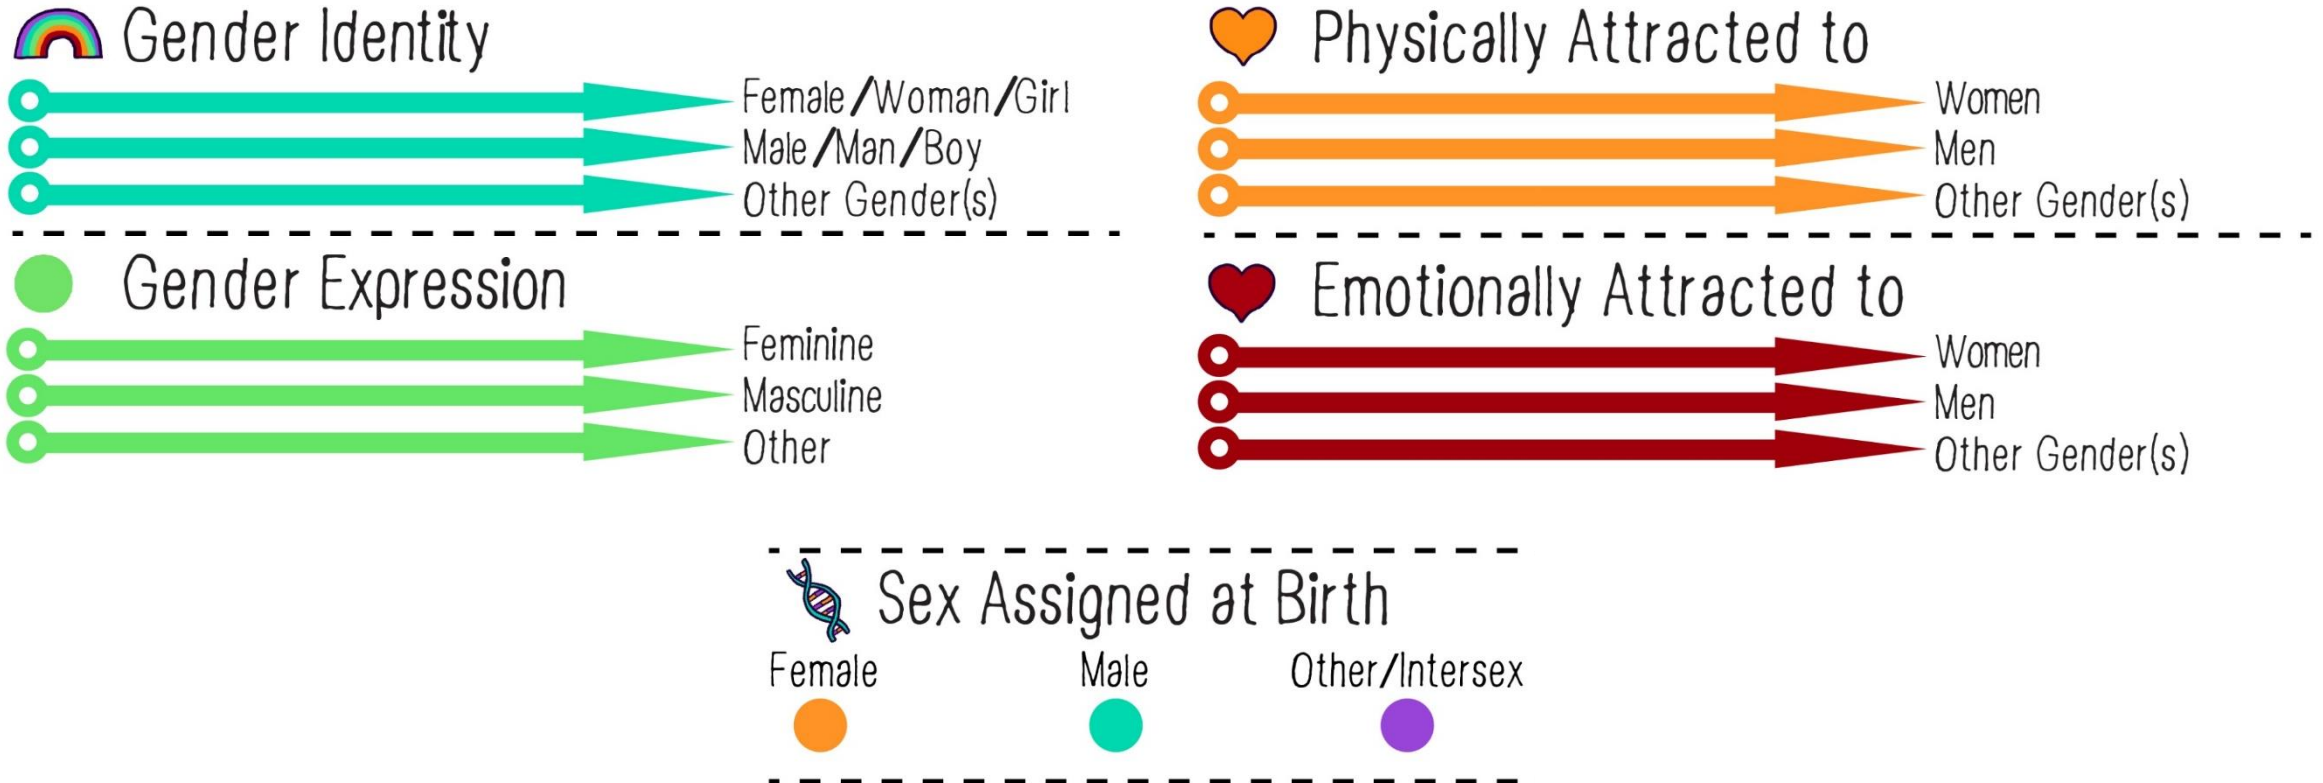 Gender Identity
Female/Woman/Girl
Male/Man/Boy
Other Gender(s)
Gender Expression
Feminine
Masculine
Other
Physically Attracted to
Women
Men
Other Gender(s)
Emotionally Attracted to
Women
Men
Other Gender(s)
Sex Assigned at Birth
Female Male Other/Intersex